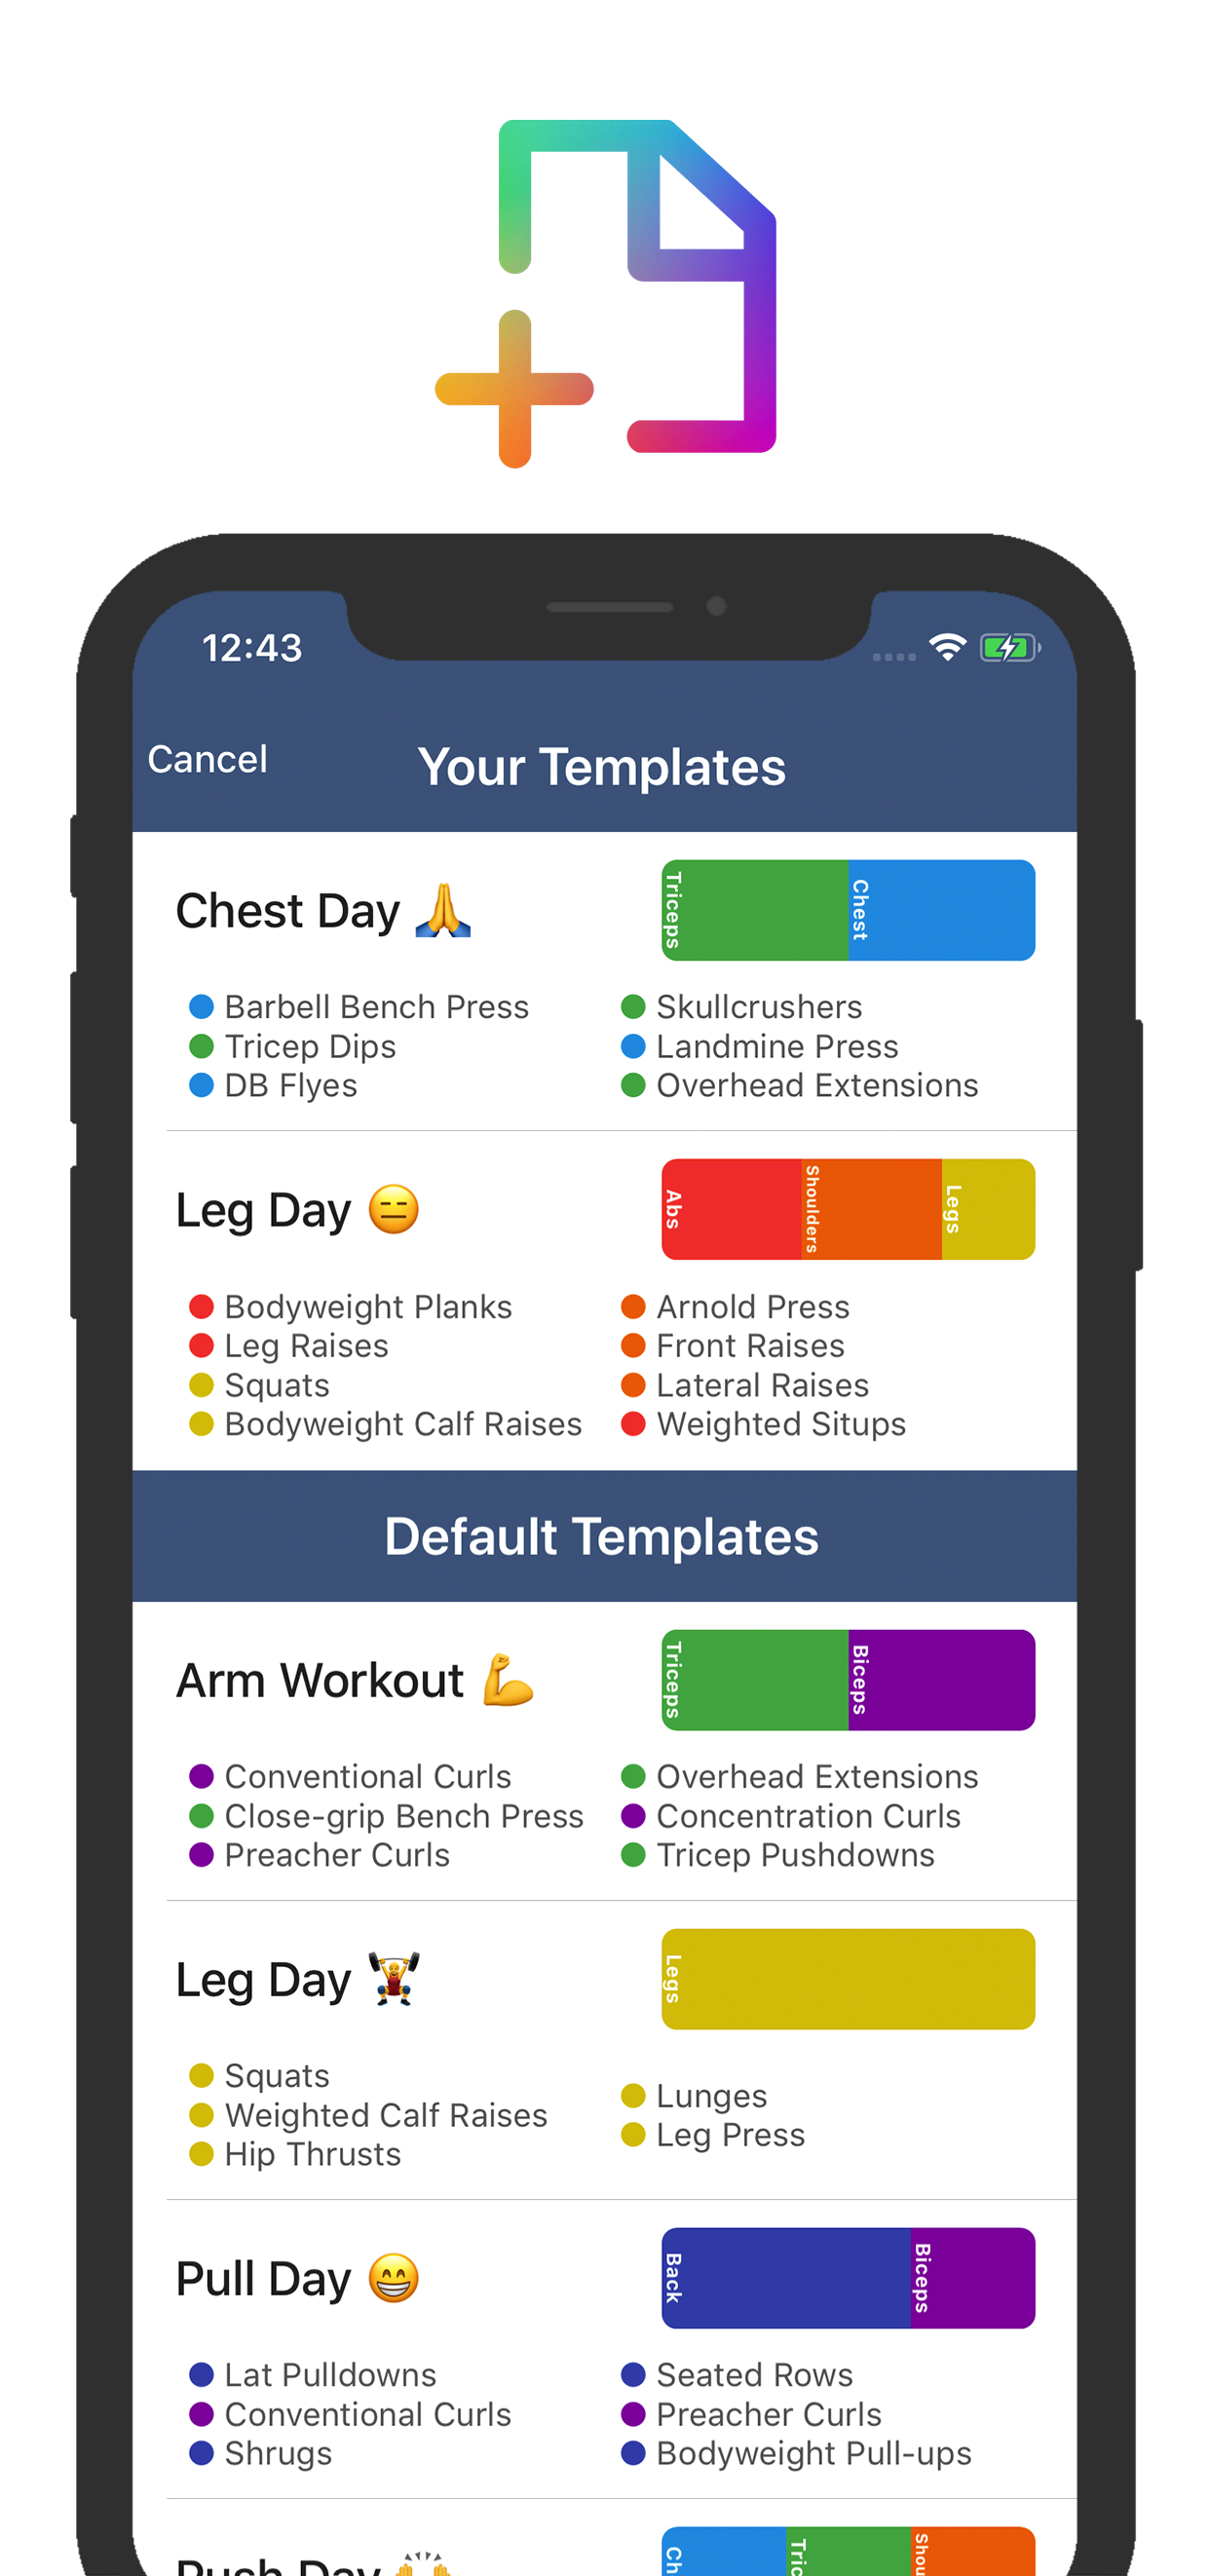 12:43
Cancel
Your Templates
Chest Day 🙏
Triceps
Chest
Barbell Bench Press
Tricep Dips
DB Flyes
Skullcrushers
Landmine Press
Overhead Extensions
Leg Day 😑
Abs
Shoulders
Legs
Bodyweight Planks
Leg Raises
Squats
Bodyweight Calf Raises
Arnold Press
Front Raises
Lateral Raises
Weighted Situps
Default Templates
Arm Workout 💪
Triceps
Biceps
Conventional Curls
Close-grip Bench Press
Preacher Curls
Overhead Extensions
Concentration Curls
Tricep Pushdowns
Leg Day 🏋️
Legs
Squats
Weighted Calf Raises
Hip Thrusts
Lunges
Leg Press
Pull Day 😁
Back
Biceps
Lat Pulldowns
Conventional Curls
Shrugs
Seated Rows
Preacher Curls
Bodyweight Pull-ups
Push Day 🙌
Ch
Tric
Shou